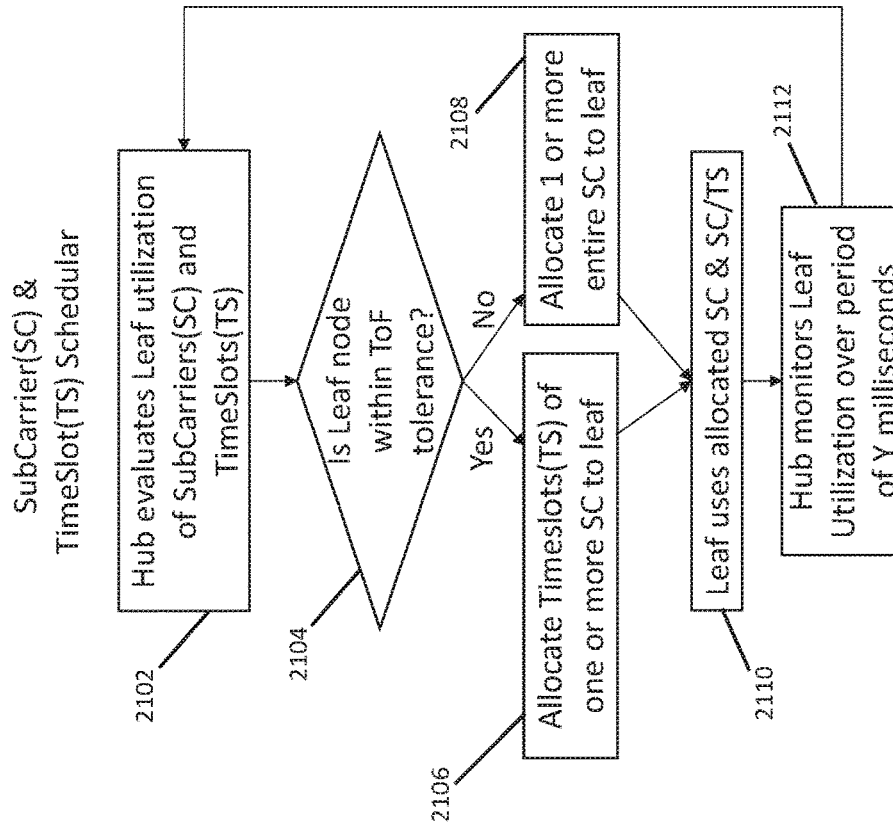 SubCarrier(SC) &
TimeSlot(TS) Schedular
Hub evaluates Leaf utilization
of SubCarriers(SC) and
TimeSlots(TS)
2102
Is Leaf node
within ToF
tolerance?
2104
Yes
No
Allocate Timeslots(TS) of
one or more SC to leaf
2106
Allocate 1 or more
entire SC to leaf
2108
Leaf uses allocated SC & SC/TS
2110
Hub monitors Leaf
Utilization over period
of Y milliseconds
2112